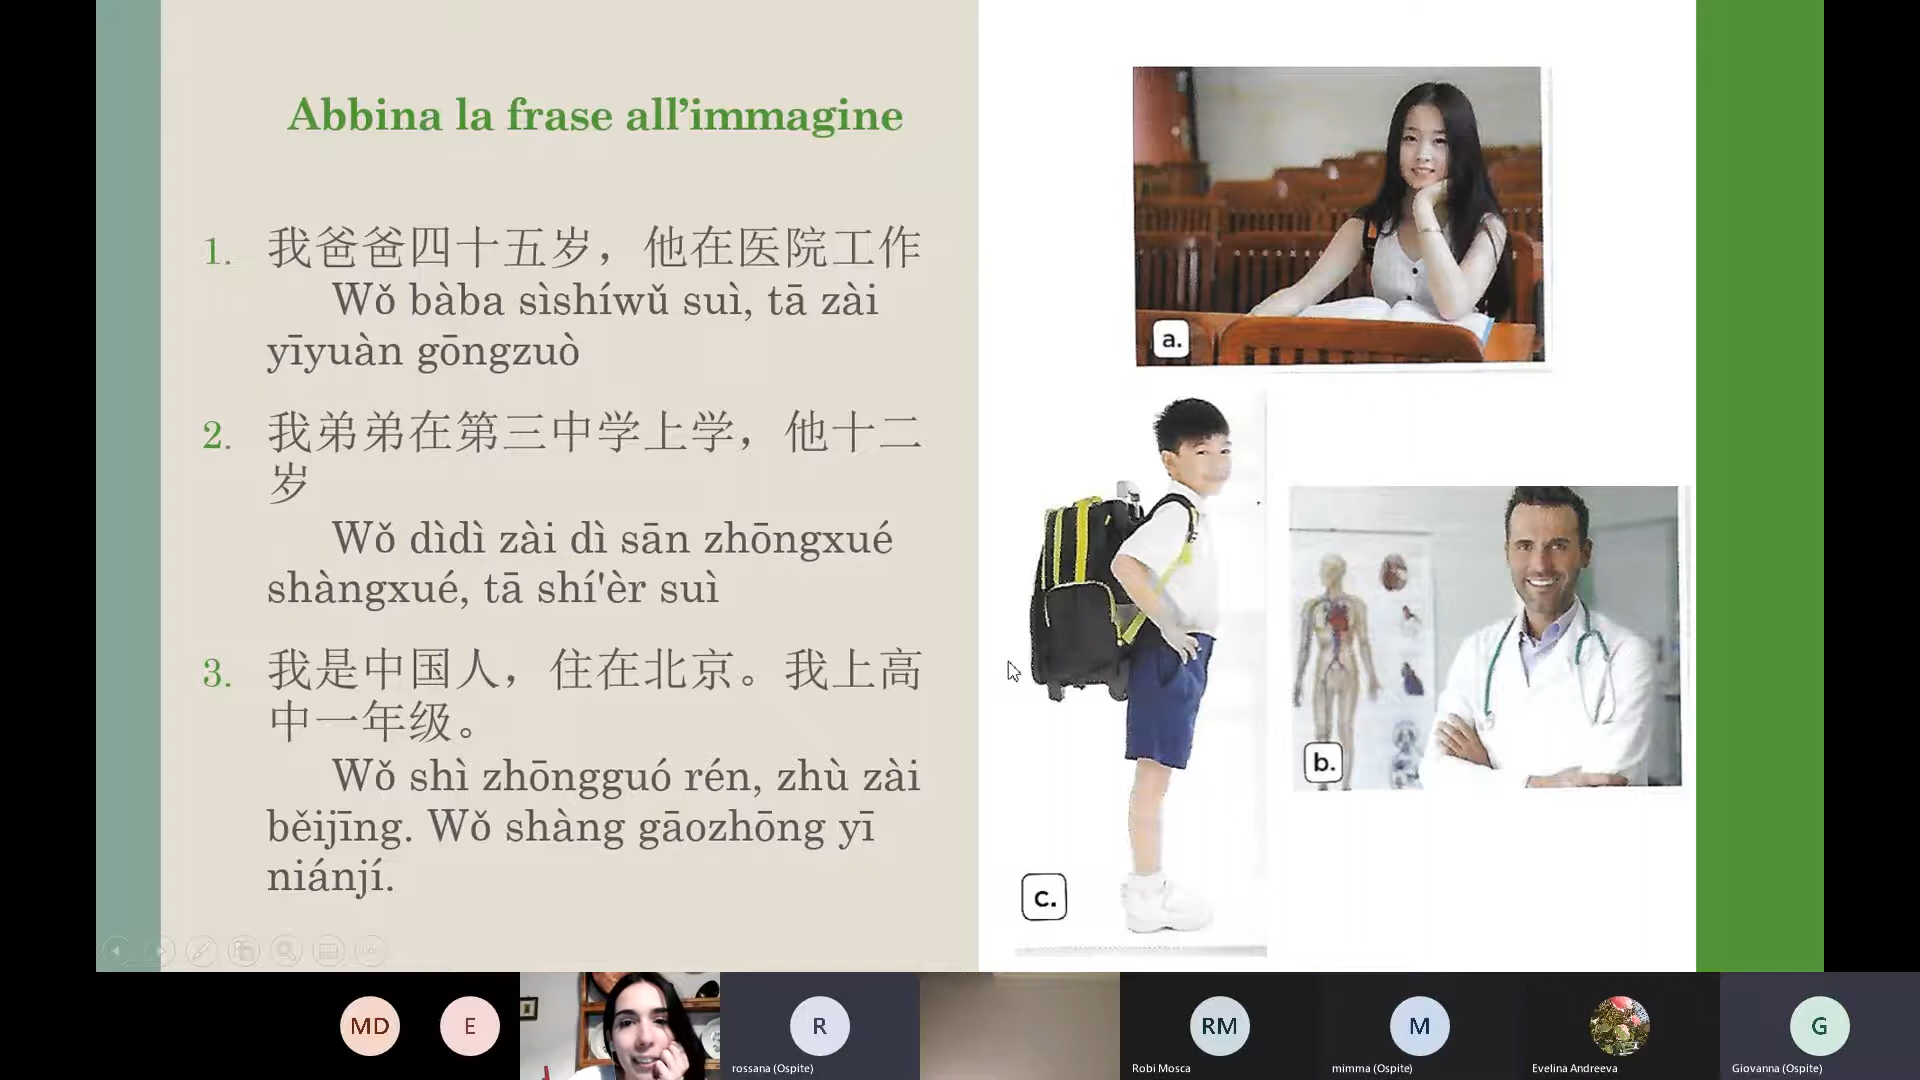 Abbina la frase all’immagine
1. 我爸爸四十五岁，他在医院工作
Wǒ bàba sìshíwǔ suì, tā zài
yīyuàn gōngzuò
2. 我弟弟在第三中学上学，他十二
岁
Wǒ dìdì zài dì sān zhōngxué
shàngxué, tā shí'èr suì
3. 我是中国人，住在北京。我上高
中一年级。
Wǒ shì zhōngguó rén, zhù zài
běijīng. Wǒ shàng gāozhōng yī
niánjí.
a.
b.
c.
MD
E
R
rossana (Ospite)
RM
Robi Mosca
M
mimma (Ospite)
Evelina Andreeva
G
Giovanna (Ospite)